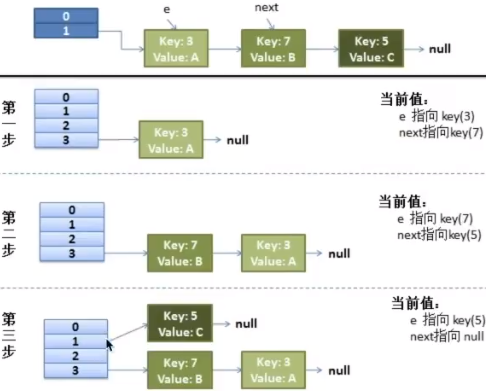 e
next
0
1
Key: 3
Value: A
Key: 7
Value: B
Key: 5
Value: C
null
第一步
0
1
2
3
Key: 3
Value: A
null
当前值：
e 指向 key(3)
next指向key(7)
第二步
0
1
2
3
Key: 7
Value: B
Key: 3
Value: A
null
当前值：
e 指向 key(7)
next指向key(5)
第三步
0
1
2
3
Key: 5
Value: C
null
Key: 7
Value: B
Key: 3
Value: A
null
当前值：
e 指向 key(5)
next指向 null